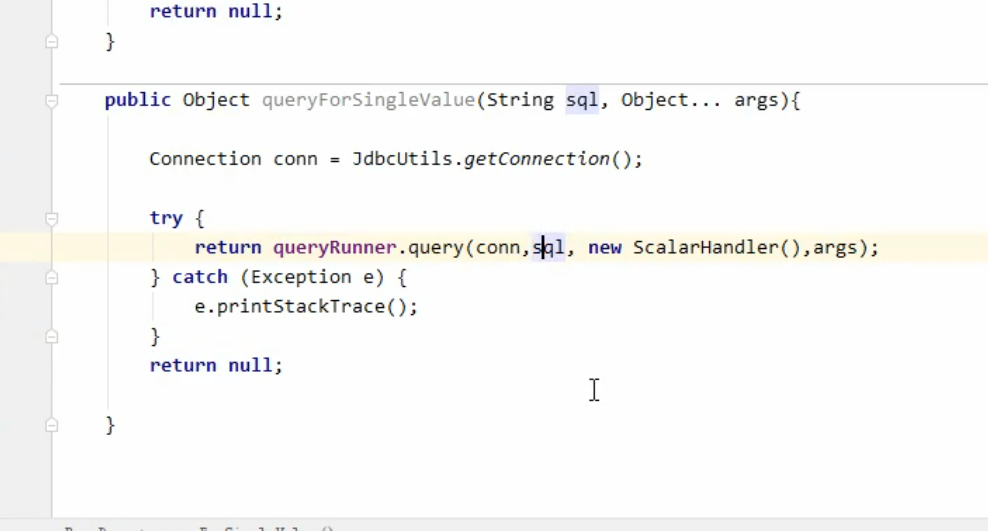 return null;
}
public Object queryForSingleValue(String sql, Object... args){
Connection conn = JdbcUtils.getConnection();
try {
return queryRunner.query(conn,sql, new ScalarHandler(),args);
} catch (Exception e) {
e.printStackTrace();
}
return null;
}